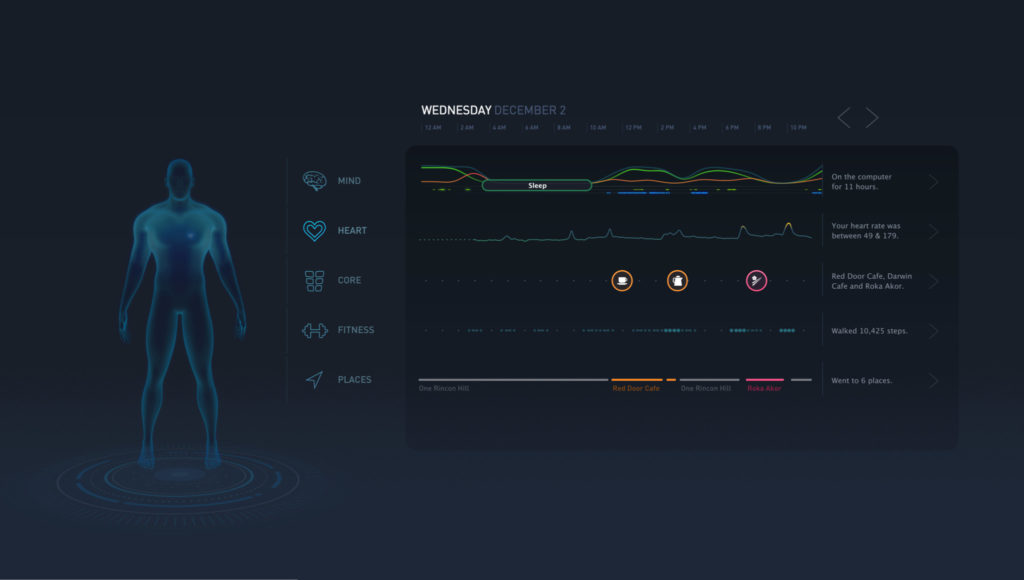 WEDNESDAY DECEMBER 2
12 AM 2 AM 4 AM 6 AM 8 AM 10 AM 12 PM 2 PM 4 PM 6 PM 8 PM 10 PM
MIND
Sleep
On the computer
for 11 hours.
HEART
Your heart rate was
between 49 & 179.
CORE
Red Door Cafe, Darwin
Cafe and Roka Akor.
FITNESS
Walked 10,425 steps.
PLACES
One Rincon Hill Red Door Cafe One Rincon Hill Roka Akor
Went to 6 places.